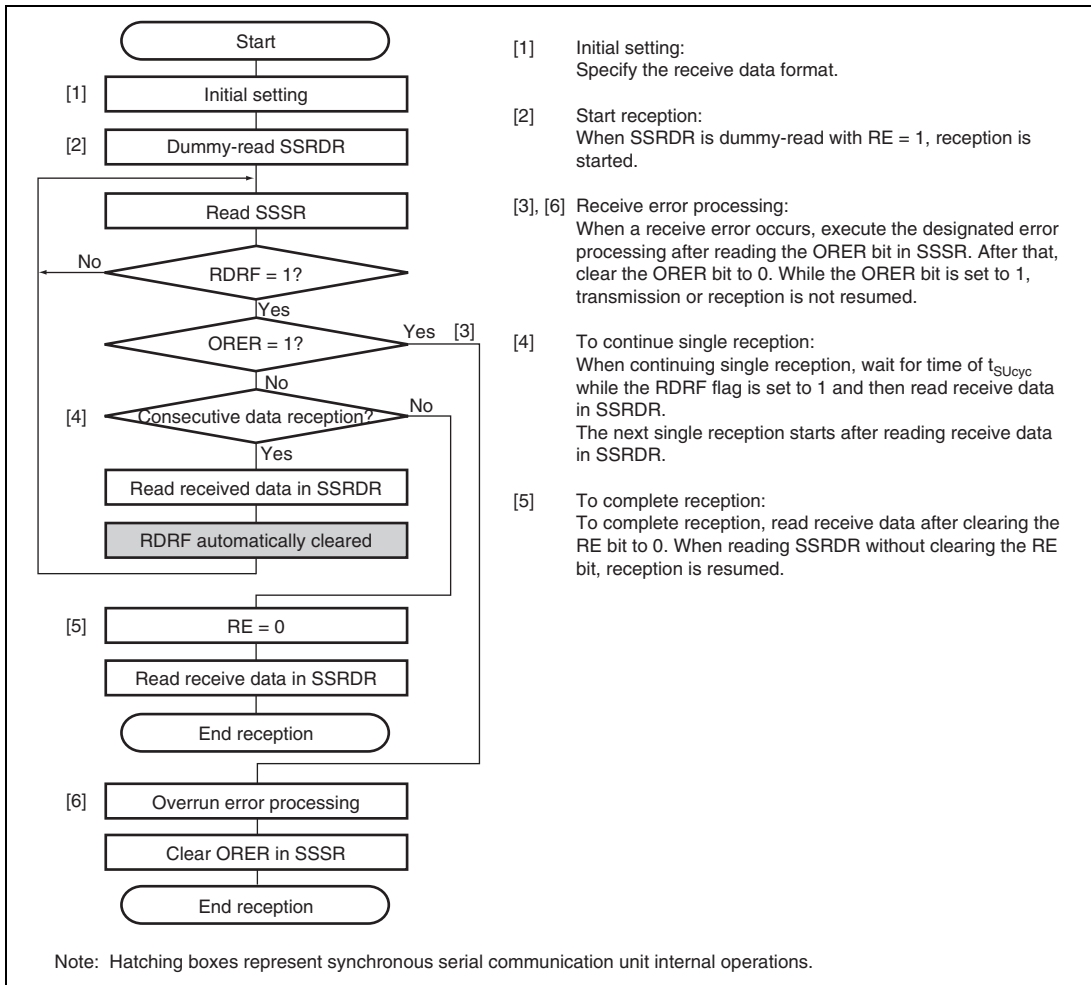 Start
[1] Initial setting
[2] Dummy-read SSRDR
Read SSSR
No RDRF = 1?
Yes
ORER = 1? Yes [3]
No
[4] Consecutive data reception? No
Yes
Read received data in SSRDR
RDRF automatically cleared
[5] RE = 0
Read receive data in SSRDR
End reception
[6] Overrun error processing
Clear ORER in SSSR
End reception
[1] Initial setting:
Specify the receive data format.
[2] Start reception:
When SSRDR is dummy-read with RE = 1, reception is
started.
[3], [6] Receive error processing:
When a receive error occurs, execute the designated error
processing after reading the ORER bit in SSSR. After that,
clear the ORER bit to 0. While the ORER bit is set to 1,
transmission or reception is not resumed.
[4] To continue single reception:
When continuing single reception, wait for time of tSUcyc
while the RDRF flag is set to 1 and then read receive data
in SSRDR.
The next single reception starts after reading receive data
in SSRDR.
[5] To complete reception:
To complete reception, read receive data after clearing the
RE bit to 0. When reading SSRDR without clearing the RE
bit, reception is resumed.
Note: Hatching boxes represent synchronous serial communication unit internal operations.